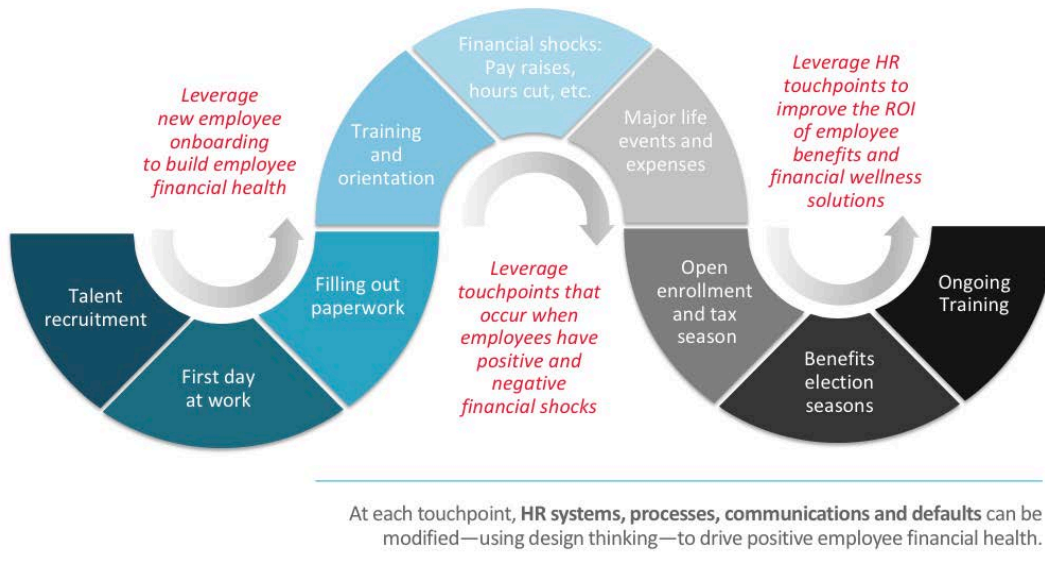 Leverage
new employee
onboarding
to build employee
financial health
Talent
recruitment
First day
at work
Filling out
paperwork
Training
and
orientation
Financial shocks:
Pay raises,
hours cut, etc.
Major life
events and
expenses
Leverage
touchpoints that
occur when
employees have
positive and
negative
financial shocks
Open
enrollment
and tax
season
Benefits
election
seasons
Ongoing
Training
Leverage HR
touchpoints to
improve the ROI
of employee
benefits and
financial wellness
solutions
At each touchpoint, HR systems, processes, communications and defaults can be
modified—using design thinking—to drive positive employee financial health.